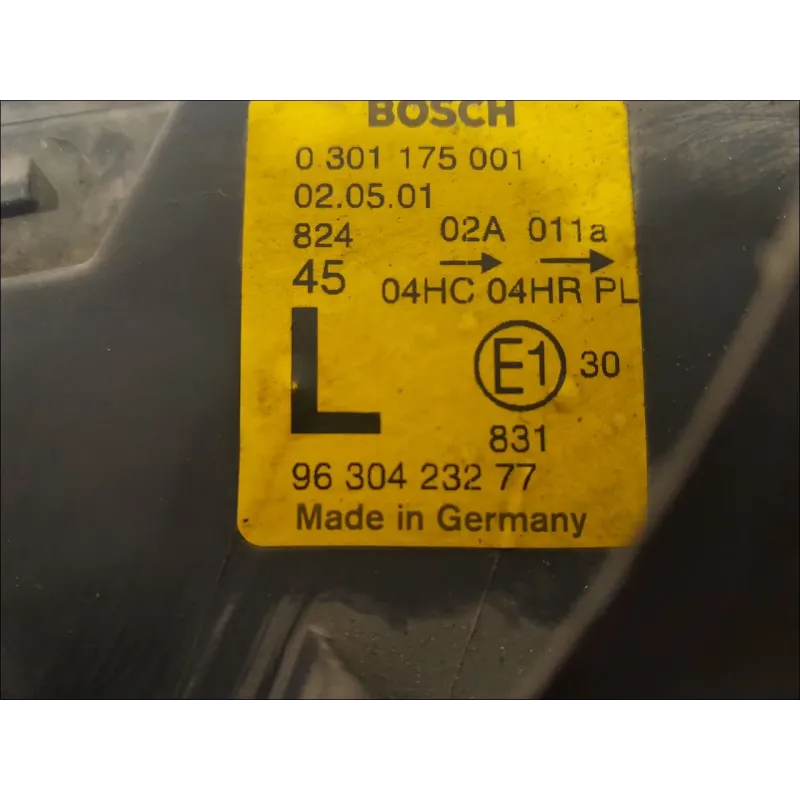 BOSCH
0 301 175 001
02.05.01
824 02A 011a
45 04HC 04HR PL
L E1 30
831
96 304 232 77
Made in Germany